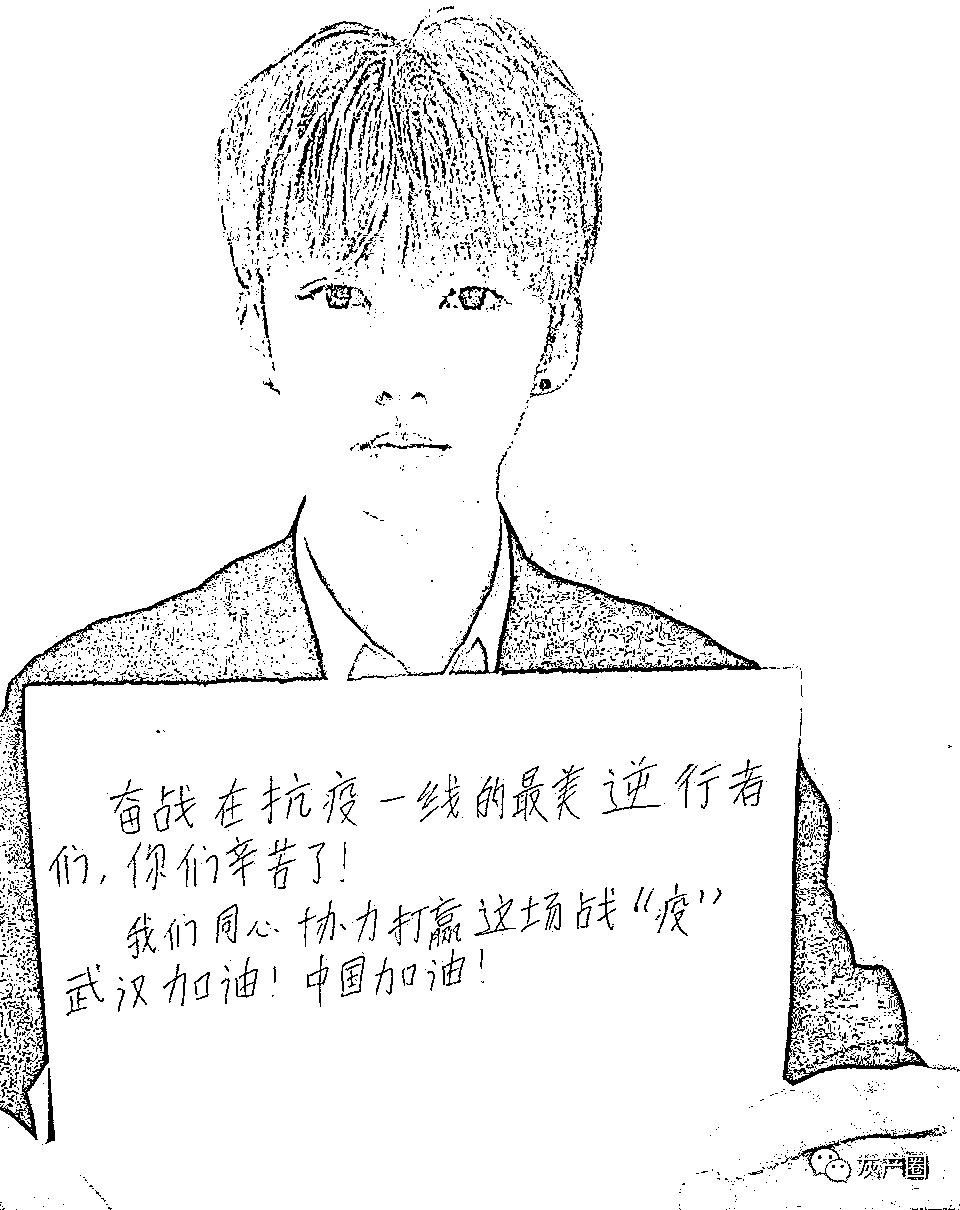 奋战在抗疫一线的最美逆行者
们，你们辛苦了！
我们同心协力打赢这场战“疫”
武汉加油！中国加油！
灰产圈